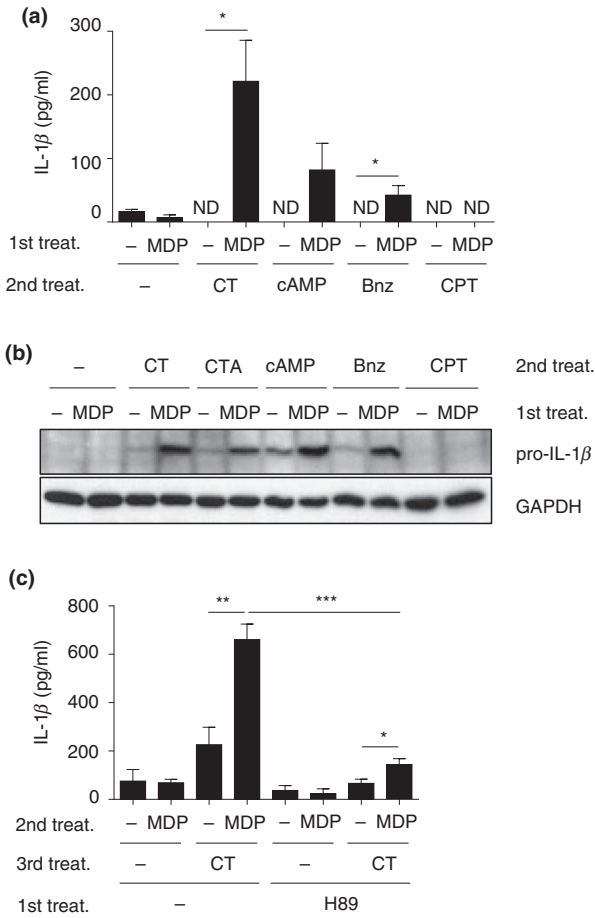 (a)
300
200
100
0
IL-1β (pg/ml)
*
*
ND ND ND ND ND
1st treat. – MDP – MDP – MDP – MDP – MDP
2nd treat. – CT cAMP Bnz CPT
(b)
– CT CTA cAMP Bnz CPT 2nd treat.
– MDP – MDP – MDP – MDP – MDP – MDP 1st treat.
pro-IL-1β
GAPDH
(c)
800
600
400
200
0
IL-1β (pg/ml)
** ***
*
2nd treat. – MDP – MDP – MDP – MDP
3rd treat. – CT – CT
1st treat. – H89